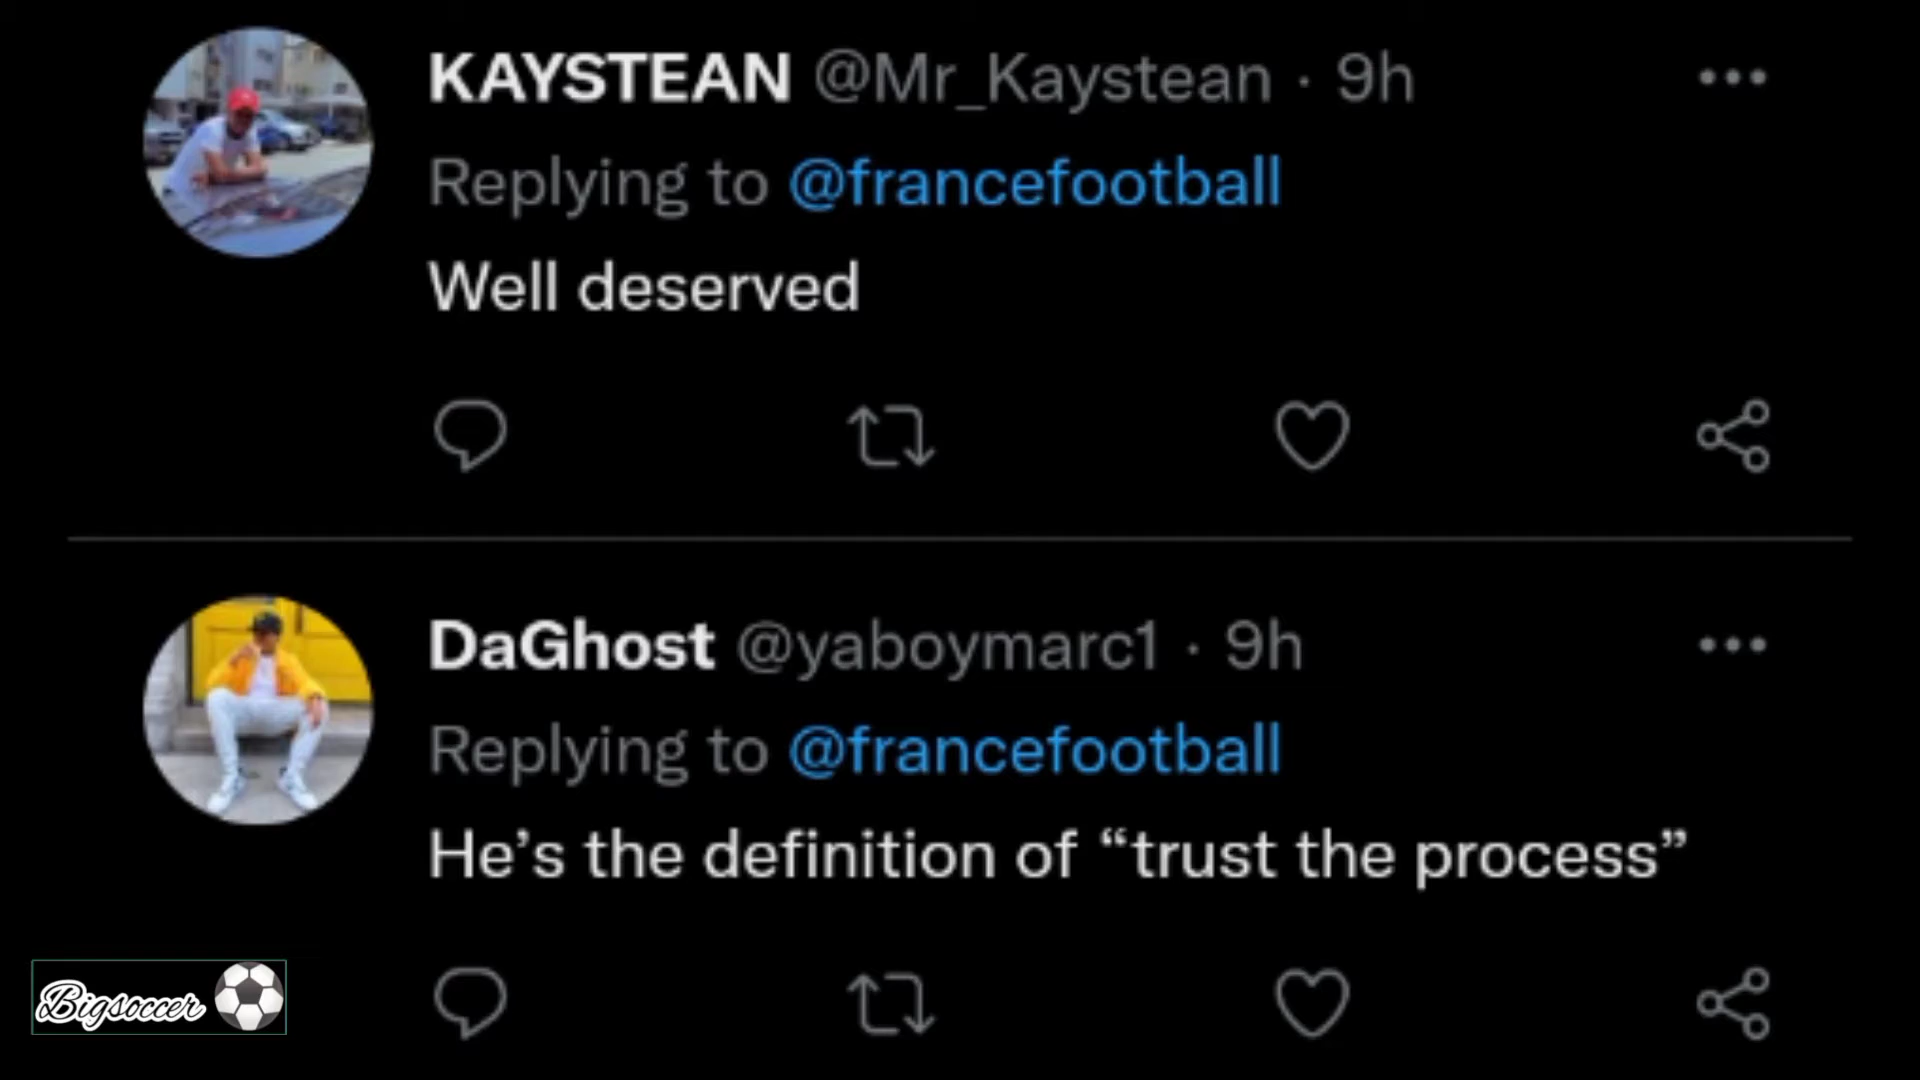 KAYSTEAN @Mr_Kaystean · 9h
Replying to @francefootball
Well deserved
DaGhost @yaboymarc1 · 9h
Replying to @francefootball
He’s the definition of “trust the process”
Bigsoccer